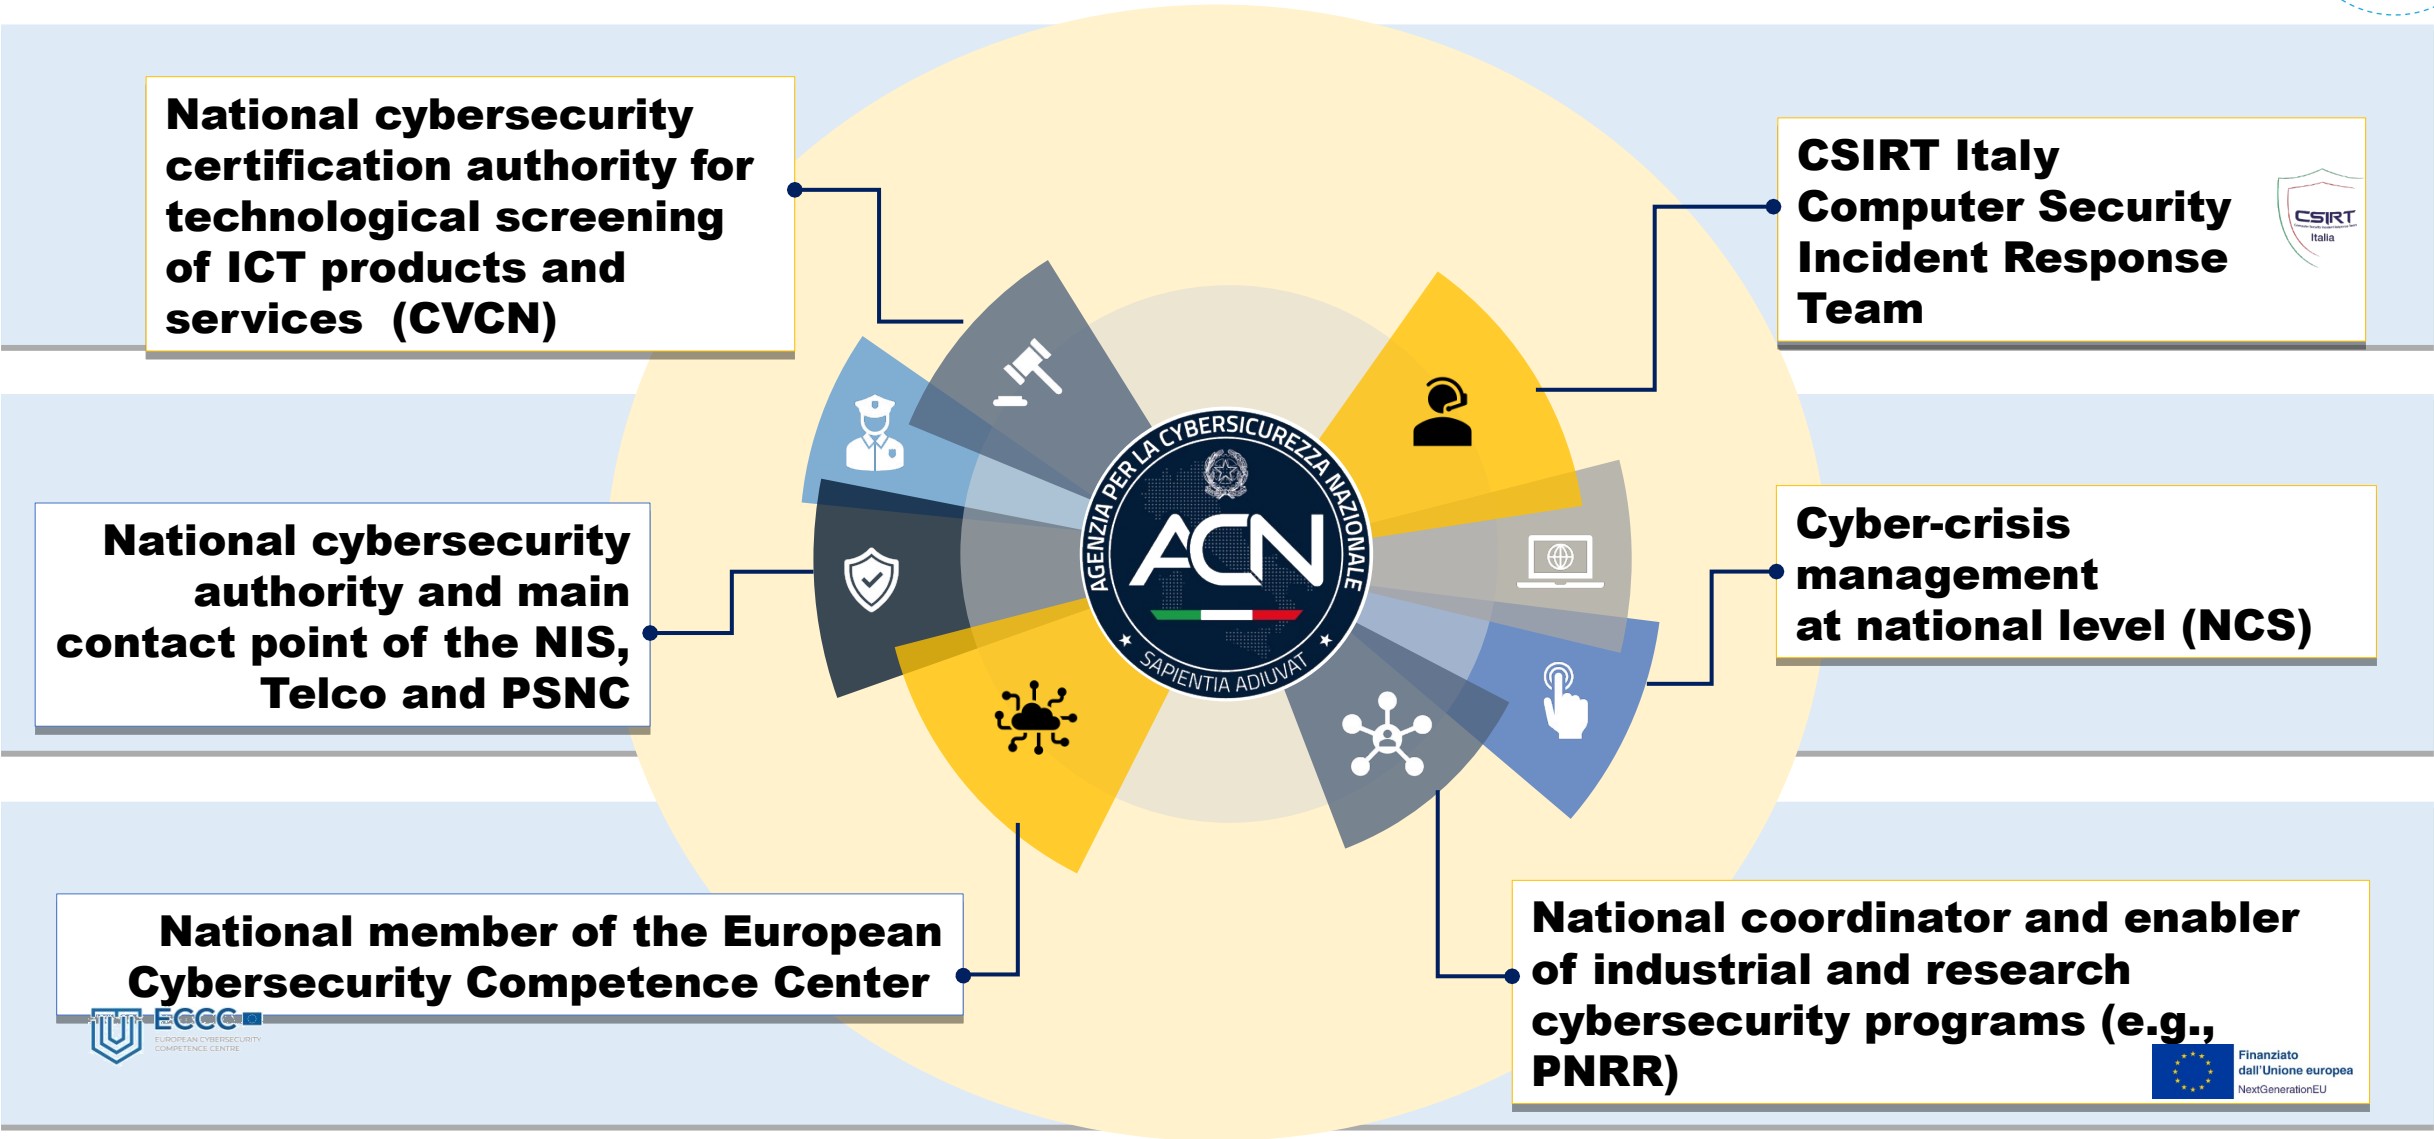 National cybersecurity
certification authority for
technological screening
of ICT products and
services (CVCN)
CSIRT Italy
Computer Security
Incident Response
Team
CSIRT
Italia
National cybersecurity
authority and main
contact point of the NIS,
Telco and PSNC
AGENZIA PER LA CYBERSICUREZZA NAZIONALE
ACN
SAPIENTIA ADIUVAT
Cyber-crisis
management
at national level (NCS)
National member of the European
Cybersecurity Competence Center
ECCC
EUROPEAN CYBERSECURITY
COMPETENCE CENTRE
National coordinator and enabler
of industrial and research
cybersecurity programs (e.g.,
PNRR)
Finanziato
dall'Unione europea
NextGenerationEU